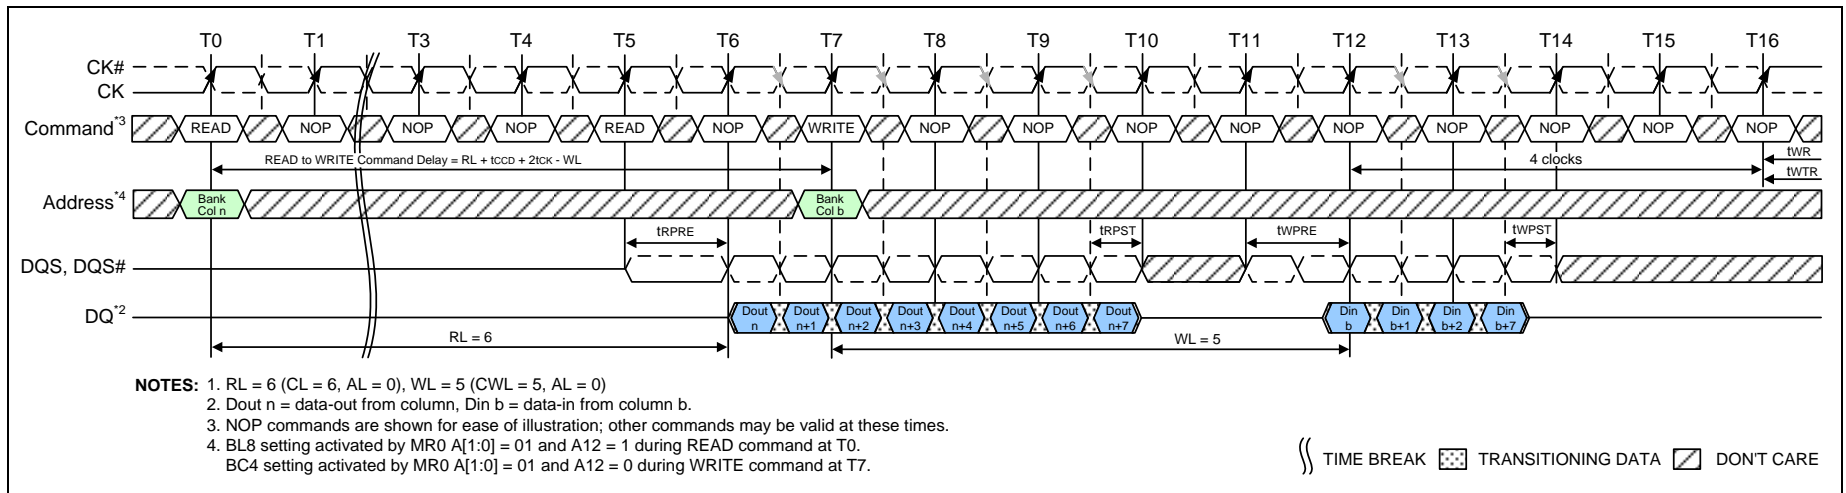 T0 T1 T3 T4 T5 T6 T7 T8 T9 T10 T11 T12 T13 T14 T15 T16
CK#
CK
Command*3 READ NOP NOP NOP READ NOP WRITE NOP NOP NOP NOP NOP NOP NOP NOP NOP
READ to WRITE Command Delay = RL + tCCD + 2tCK - WL
4 clocks
tWR
tWTR
Address*4
Bank
Col n
Bank
Col b
tRPRE tRPST tWPRE tWPST
DQS, DQS#
DQ*2
Dout
n
Dout
n+1
Dout
n+2
Dout
n+3
Dout
n+4
Dout
n+5
Dout
n+6
Dout
n+7
Din
b
Din
b+1
Din
b+2
Din
b+7
RL = 6
WL = 5
NOTES: 1. RL = 6 (CL = 6, AL = 0), WL = 5 (CWL = 5, AL = 0)
2. Dout n = data-out from column, Din b = data-in from column b.
3. NOP commands are shown for ease of illustration; other commands may be valid at these times.
4. BL8 setting activated by MR0 A[1:0] = 01 and A12 = 1 during READ command at T0.
BC4 setting activated by MR0 A[1:0] = 01 and A12 = 0 during WRITE command at T7.
TIME BREAK TRANSITIONING DATA DON'T CARE